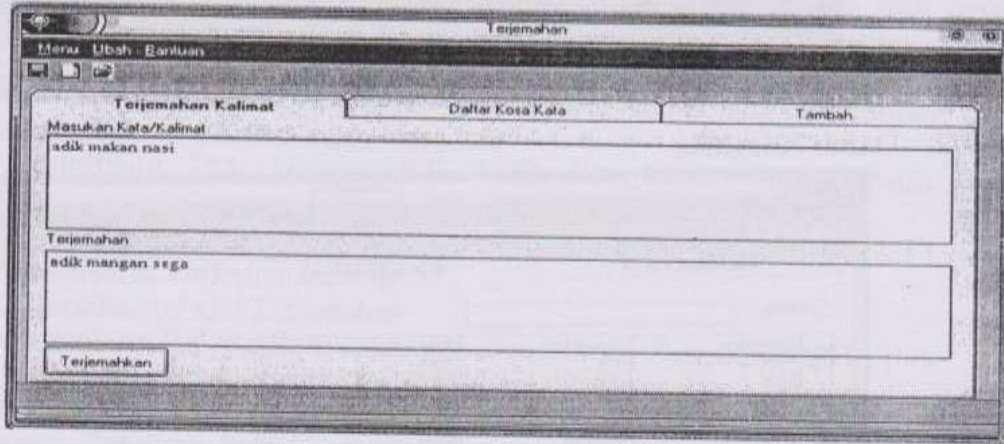 Terjemahan
Menu Ubah Bantuan
Terjemahan Kalimat Daftar Kosa Kata Tambah
Masukan Kata/Kalimat
adik makan nasi
Terjemahan
adik mangan sega
Terjemahkan